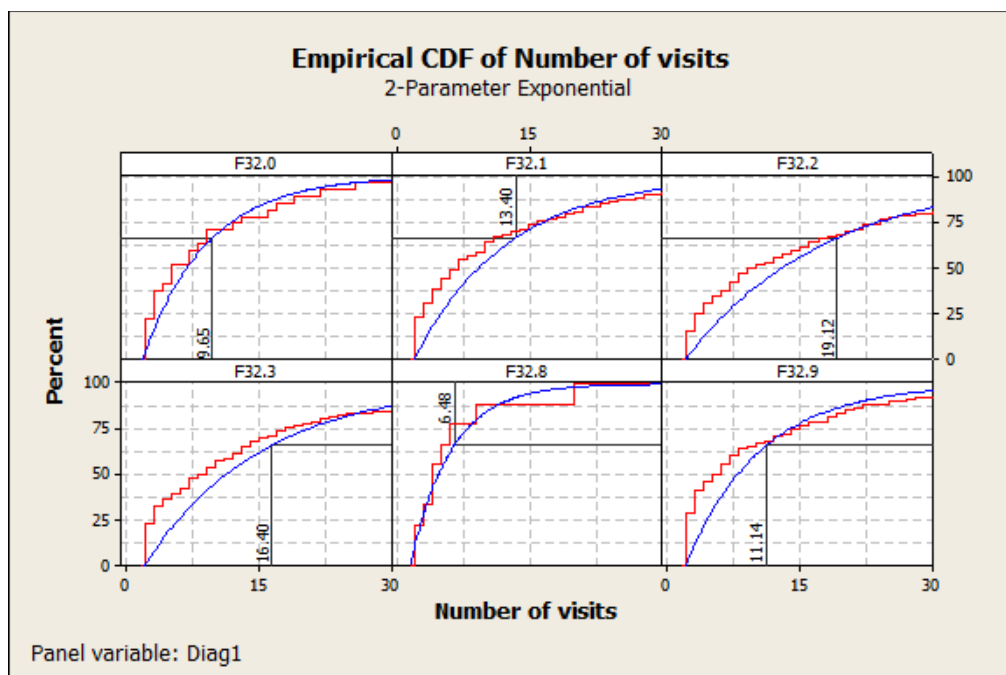 Empirical CDF of Number of visits
2-Parameter Exponential
0 15 30
F32.0 F32.1 F32.2
100
75
50
25
0
9.65
13.40
19.12
Percent
F32.3 F32.8 F32.9
100
75
50
25
0
16.40
6.48
11.14
0 15 30 0 15 30
Number of visits
Panel variable: Diag1